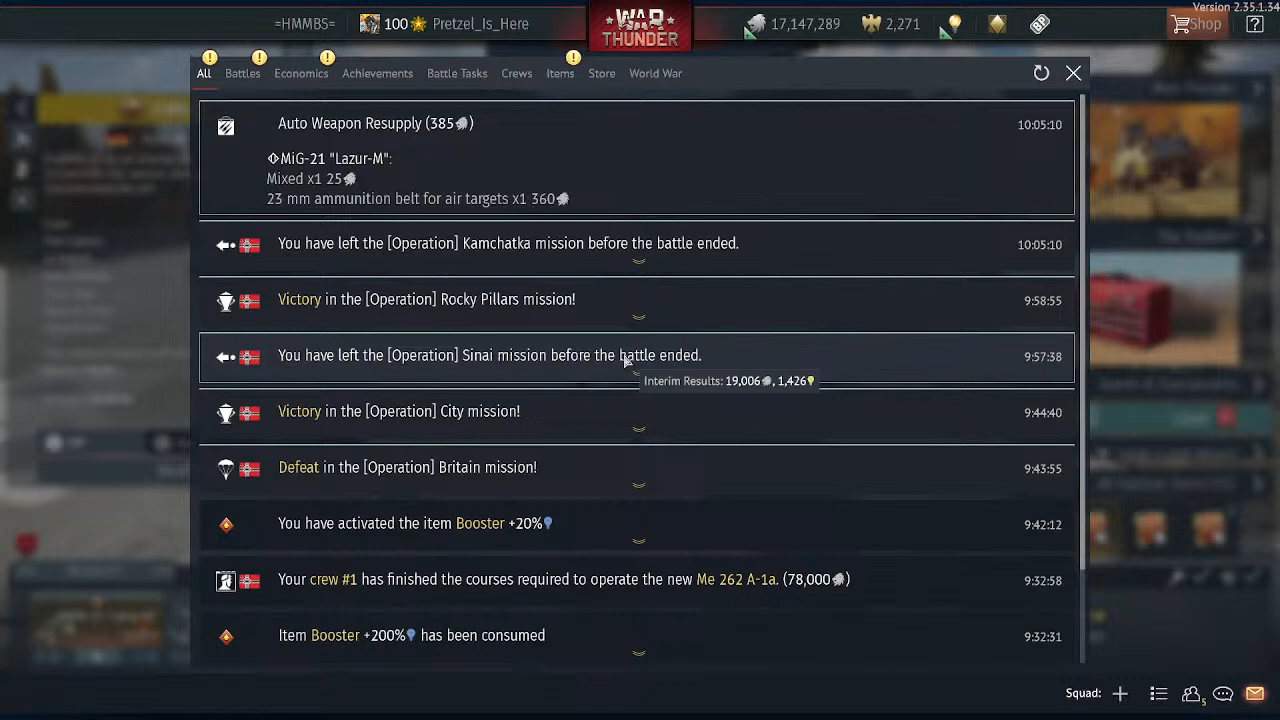 Version 2.35.1.34
=HMMBS=
100
Pretzel_Is_Here
WAR
THUNDER
17,147,289
2,271
Shop
All
Battles
Economics
Achievements
Battle Tasks
Crews
Items
Store
World War
Auto Weapon Resupply (385)
10:05:10
MiG-21 "Lazur-M":
Mixed x1 25
23 mm ammunition belt for air targets x1 360
You have left the [Operation] Kamchatka mission before the battle ended.
10:05:10
Victory in the [Operation] Rocky Pillars mission!
9:58:55
You have left the [Operation] Sinai mission before the battle ended.
9:57:38
Interim Results: 19,006, 1,426
Victory in the [Operation] City mission!
9:44:40
Defeat in the [Operation] Britain mission!
9:43:55
You have activated the item Booster +20%
9:42:12
Your crew #1 has finished the courses required to operate the new Me 262 A-1a. (78,000)
9:32:58
Item Booster +200% has been consumed
9:32:31
Squad:
5